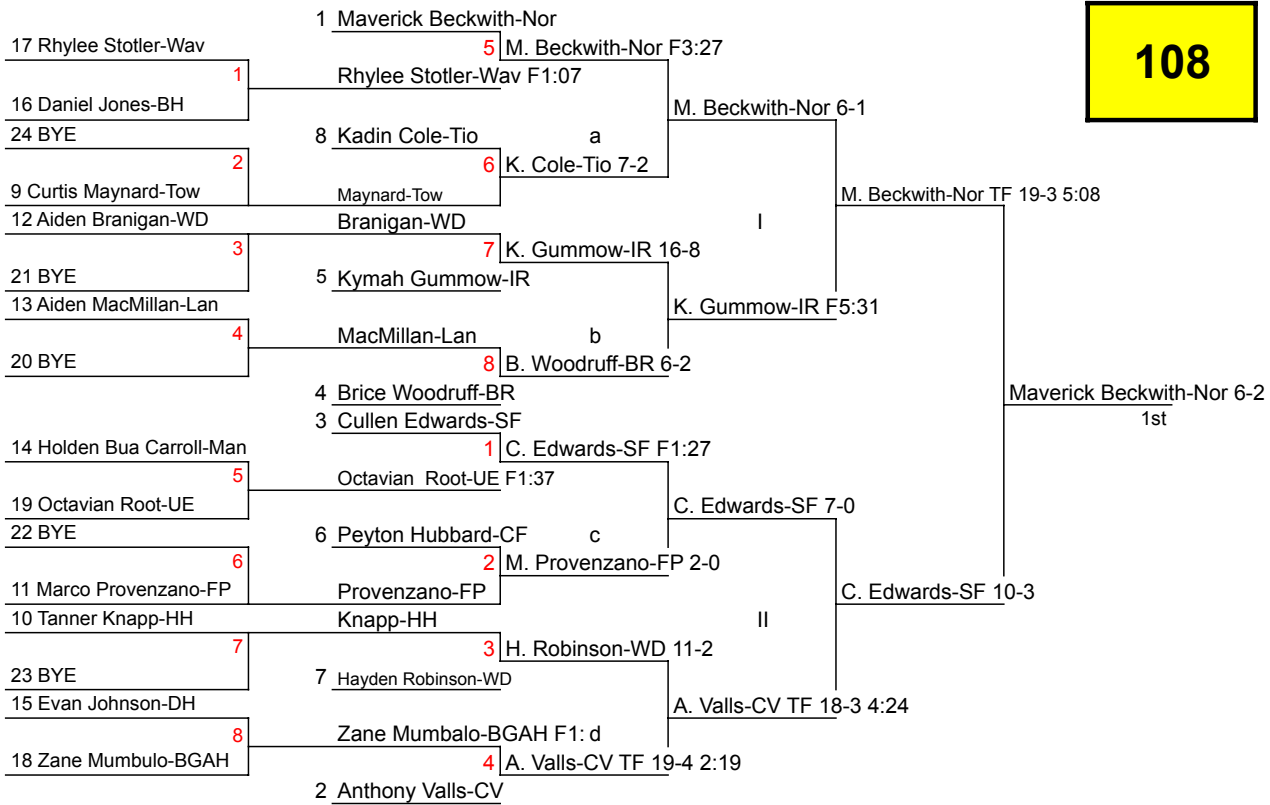 108
1 Maverick Beckwith-Nor
17 Rhylee Stotler-Wav
5 M. Beckwith-Nor F3:27
1 Rhylee Stotler-Wav F1:07
16 Daniel Jones-BH
M. Beckwith-Nor 6-1
24 BYE
8 Kadin Cole-Tio a
2
6 K. Cole-Tio 7-2
9 Curtis Maynard-Tow
Maynard-Tow
M. Beckwith-Nor TF 19-3 5:08
12 Aiden Branigan-WD
Branigan-WD
I
3
7 K. Gummow-IR 16-8
21 BYE
5 Kymah Gummow-IR
13 Aiden MacMillan-Lan
K. Gummow-IR F5:31
4
MacMillan-Lan b
20 BYE
8 B. Woodruff-BR 6-2
4 Brice Woodruff-BR
Maverick Beckwith-Nor 6-2
1st
3 Cullen Edwards-SF
14 Holden Bua Carroll-Man
1 C. Edwards-SF F1:27
5
Octavian Root-UE F1:37
19 Octavian Root-UE
C. Edwards-SF 7-0
22 BYE
6 Peyton Hubbard-CF c
6
2 M. Provenzano-FP 2-0
11 Marco Provenzano-FP
Provenzano-FP
C. Edwards-SF 10-3
10 Tanner Knapp-HH
Knapp-HH
II
7
3 H. Robinson-WD 11-2
23 BYE
7 Hayden Robinson-WD
15 Evan Johnson-DH
A. Valls-CV TF 18-3 4:24
8
Zane Mumbalo-BGAH F1: d
18 Zane Mumbulo-BGAH
4 A. Valls-CV TF 19-4 2:19
2 Anthony Valls-CV